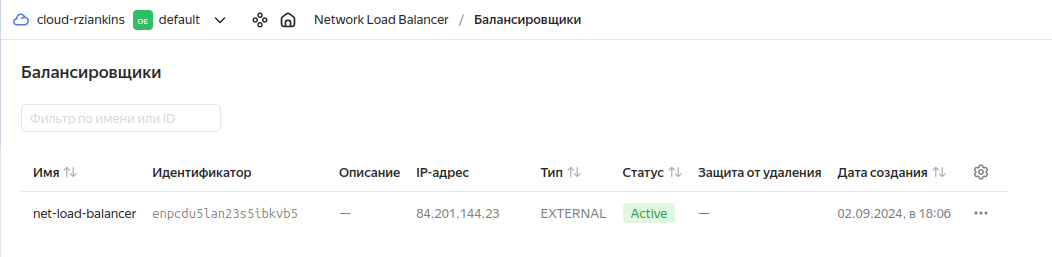 cloud-rziankins DE default Network Load Balancer / Балансировщики
Балансировщики
Фильтр по имени или ID
Имя Идентификатор Описание IP-адрес Тип Статус Защита от удаления Дата создания
net-load-balancer enpcdu5lan23s5ibkvb5 — 84.201.144.23 EXTERNAL Active — 02.09.2024, в 18:06